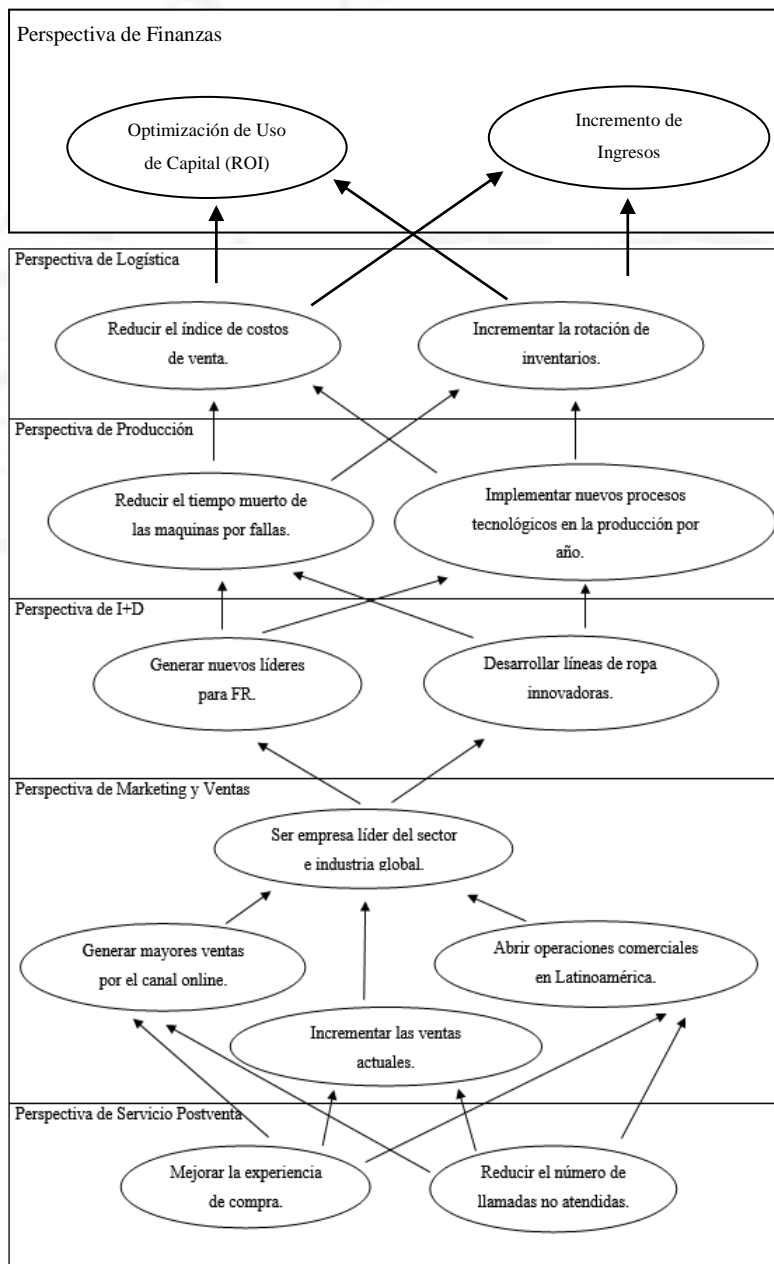 Perspectiva de Finanzas
Optimización de Uso
de Capital (ROI)
Incremento de
Ingresos
Perspectiva de Logística
Reducir el índice de costos
de venta.
Incrementar la rotación de
inventarios.
Perspectiva de Producción
Reducir el tiempo muerto de
las maquinas por fallas.
Implementar nuevos procesos
tecnológicos en la producción por
año.
Perspectiva de I+D
Generar nuevos líderes
para FR.
Desarrollar líneas de ropa
innovadoras.
Perspectiva de Marketing y Ventas
Ser empresa líder del sector
e industria global.
Generar mayores ventas
por el canal online.
Abrir operaciones comerciales
en Latinoamérica.
Incrementar las ventas
actuales.
Perspectiva de Servicio Postventa
Mejorar la experiencia
de compra.
Reducir el número de
llamadas no atendidas.